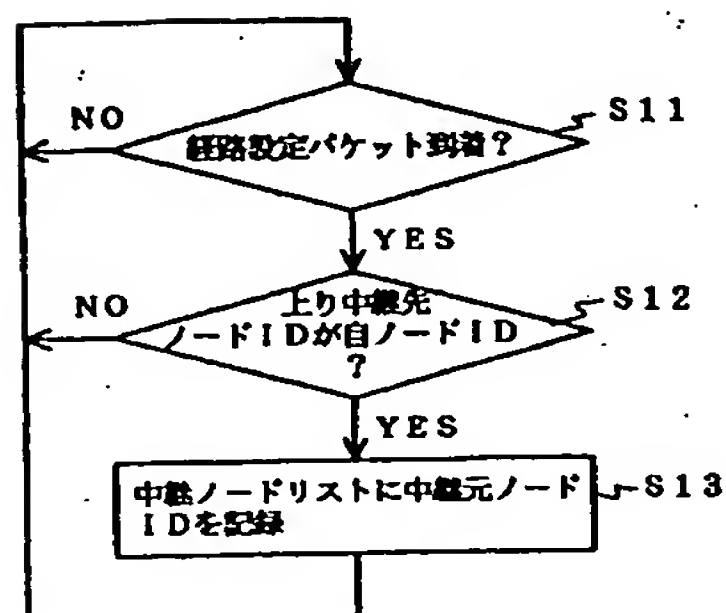 NO
経路設定パケット到着?
S11
YES
NO
上り中継先
ノードIDが自ノードID
?
S12
YES
中継ノードリストに中継元ノード
IDを記録
S13